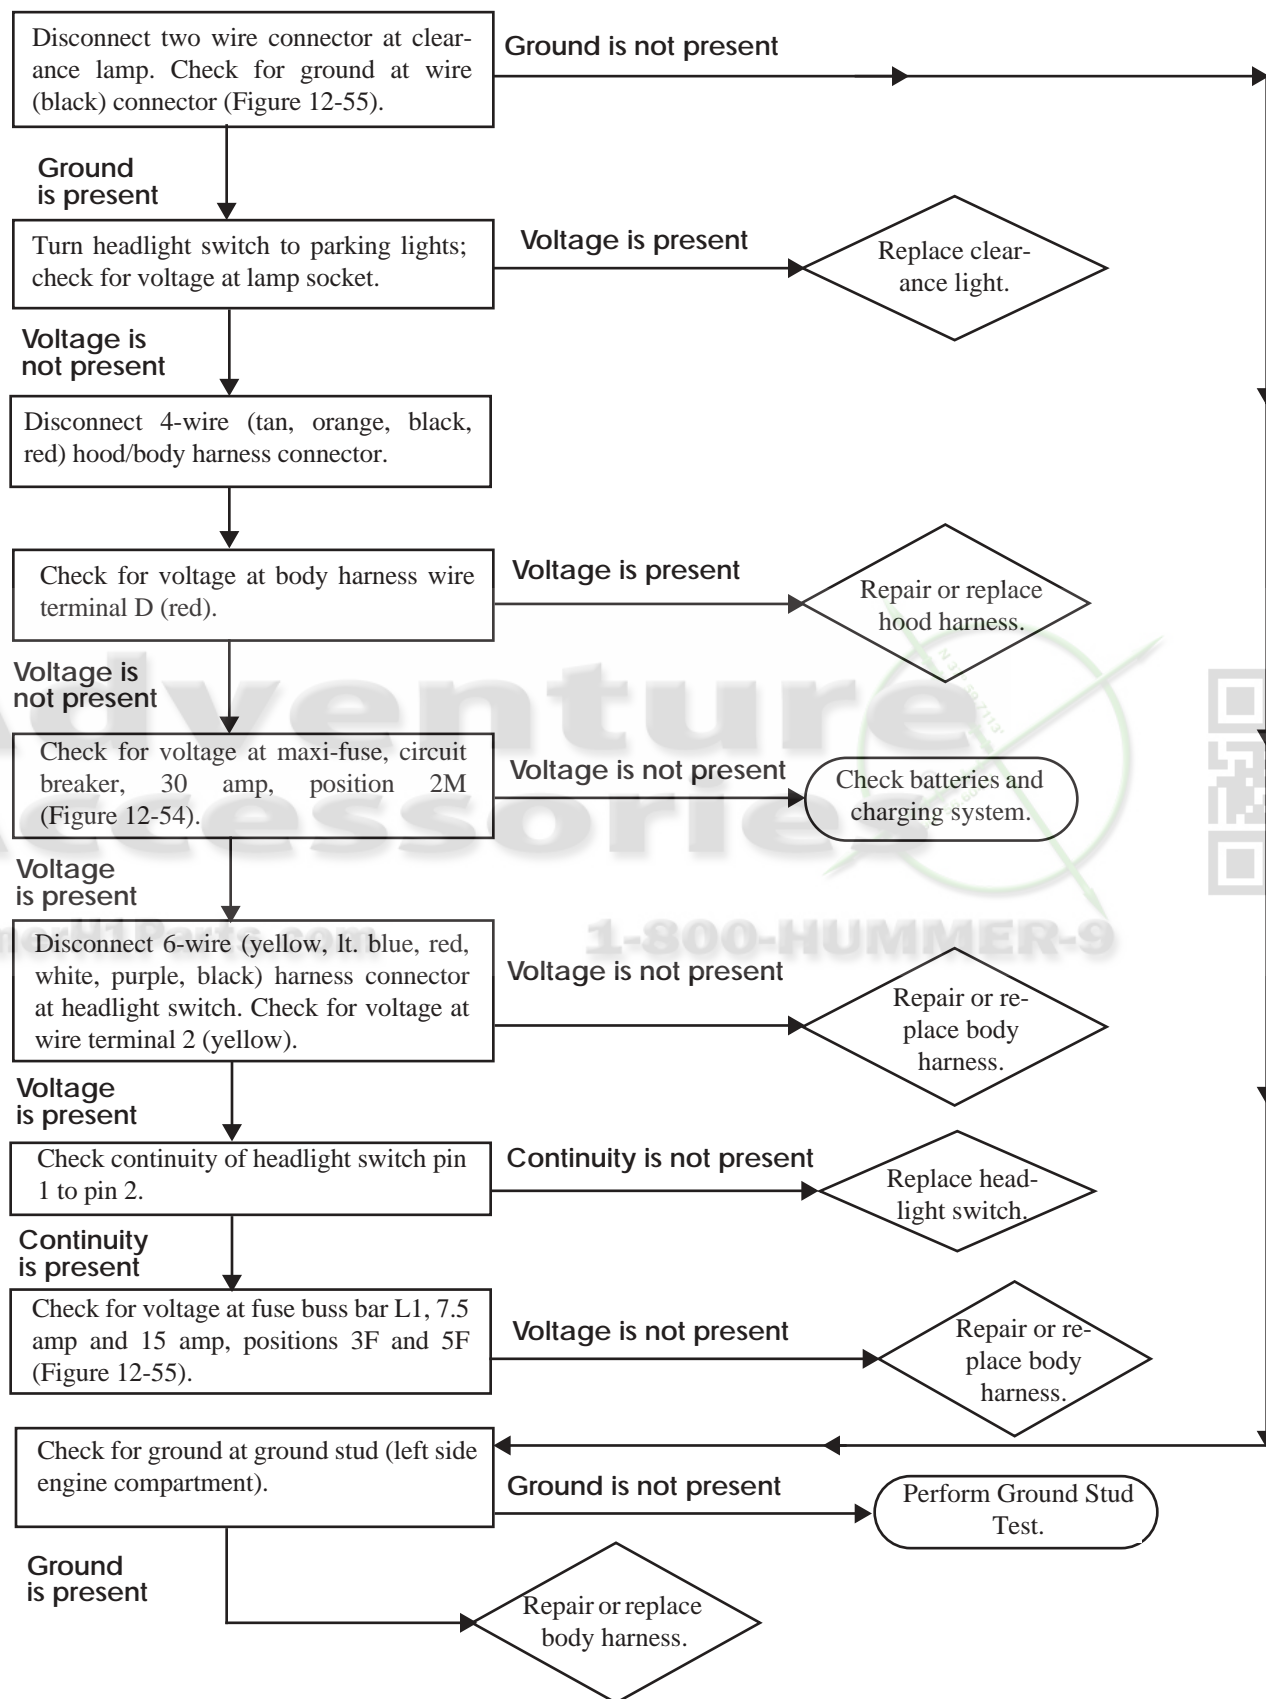 Disconnect two wire connector at clear-
ance lamp. Check for ground at wire
(black) connector (Figure 12-55).
Ground is not present
Ground
is present
Turn headlight switch to parking lights;
check for voltage at lamp socket.
Voltage is present
Replace clear-
ance light.
Voltage is
not present
Disconnect 4-wire (tan, orange, black,
red) hood/body harness connector.
Check for voltage at body harness wire
terminal D (red).
Voltage is present
Repair or replace
hood harness.
Voltage is
not present
Check for voltage at maxi-fuse, circuit
breaker, 30 amp, position 2M
(Figure 12-54).
Voltage is not present
Check batteries and
charging system.
Voltage
is present
Disconnect 6-wire (yellow, lt. blue, red,
white, purple, black) harness connector
at headlight switch. Check for voltage at
wire terminal 2 (yellow).
Voltage is not present
Repair or re-
place body
harness.
Voltage
is present
Check continuity of headlight switch pin
1 to pin 2.
Continuity is not present
Replace head-
light switch.
Continuity
is present
Check for voltage at fuse buss bar L1, 7.5
amp and 15 amp, positions 3F and 5F
(Figure 12-55).
Voltage is not present
Repair or re-
place body
harness.
Check for ground at ground stud (left side
engine compartment).
Ground is not present
Perform Ground Stud
Test.
Ground
is present
Repair or replace
body harness.
Adventure
Accessories
merH1Parts.com
1-800-HUMMER-9